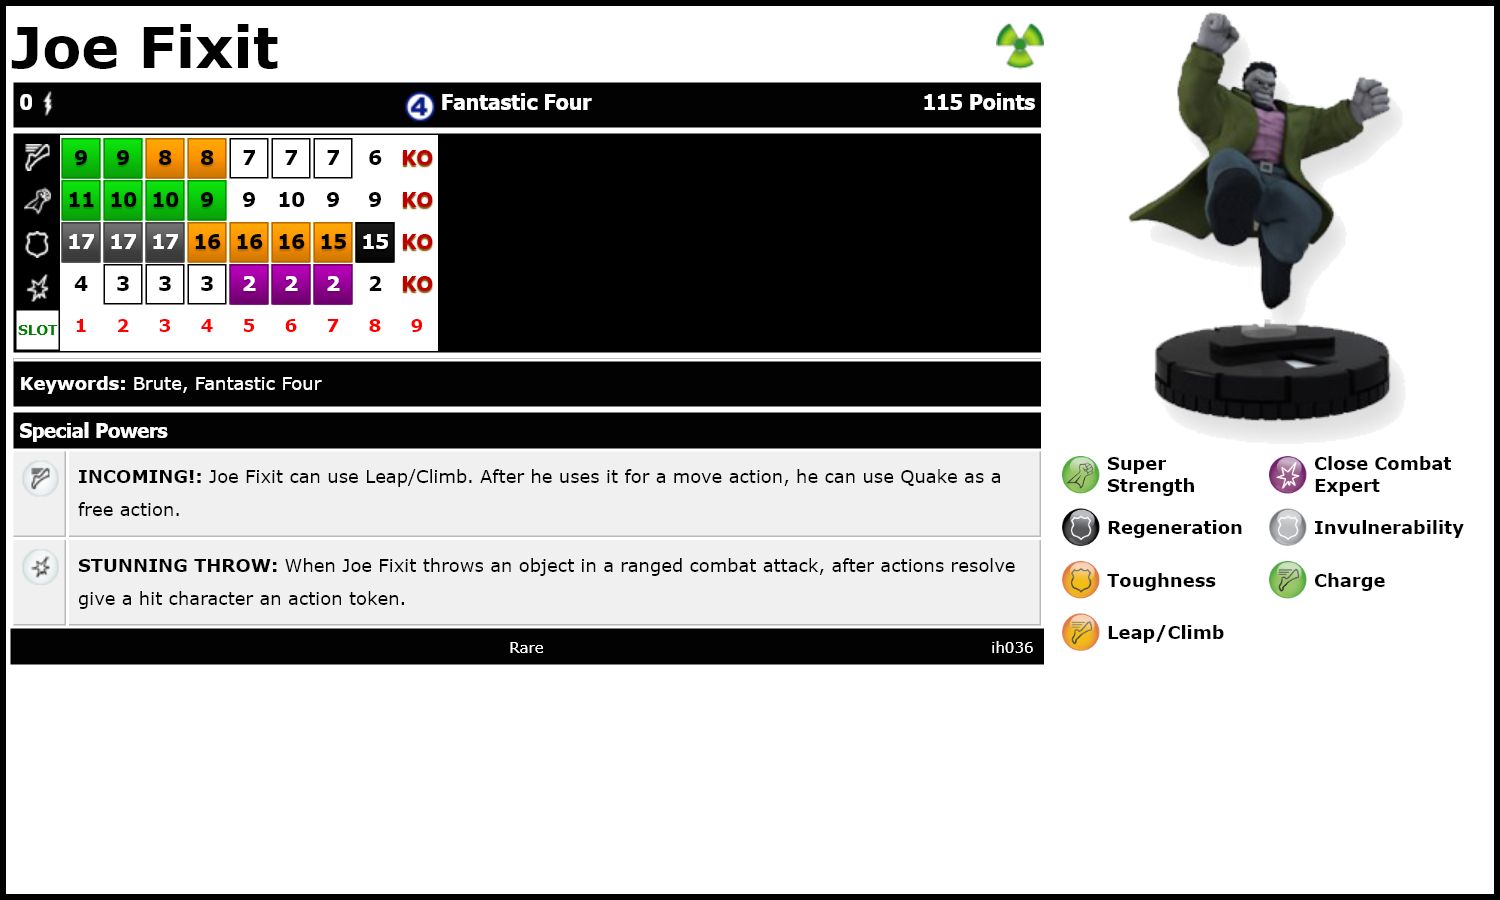 Joe Fixit
0 4 Fantastic Four 115 Points
9 9 8 8 7 7 7 6 KO
11 10 10 9 9 10 9 9 KO
17 17 17 16 16 16 15 15 KO
4 3 3 3 2 2 2 2 KO
SLOT 1 2 3 4 5 6 7 8 9
Keywords: Brute, Fantastic Four
Special Powers
INCOMING!: Joe Fixit can use Leap/Climb. After he uses it for a move action, he can use Quake as a
free action.
STUNNING THROW: When Joe Fixit throws an object in a ranged combat attack, after actions resolve
give a hit character an action token.
Rare ih036
Super
Strength
Close Combat
Expert
Regeneration
Invulnerability
Toughness
Charge
Leap/Climb